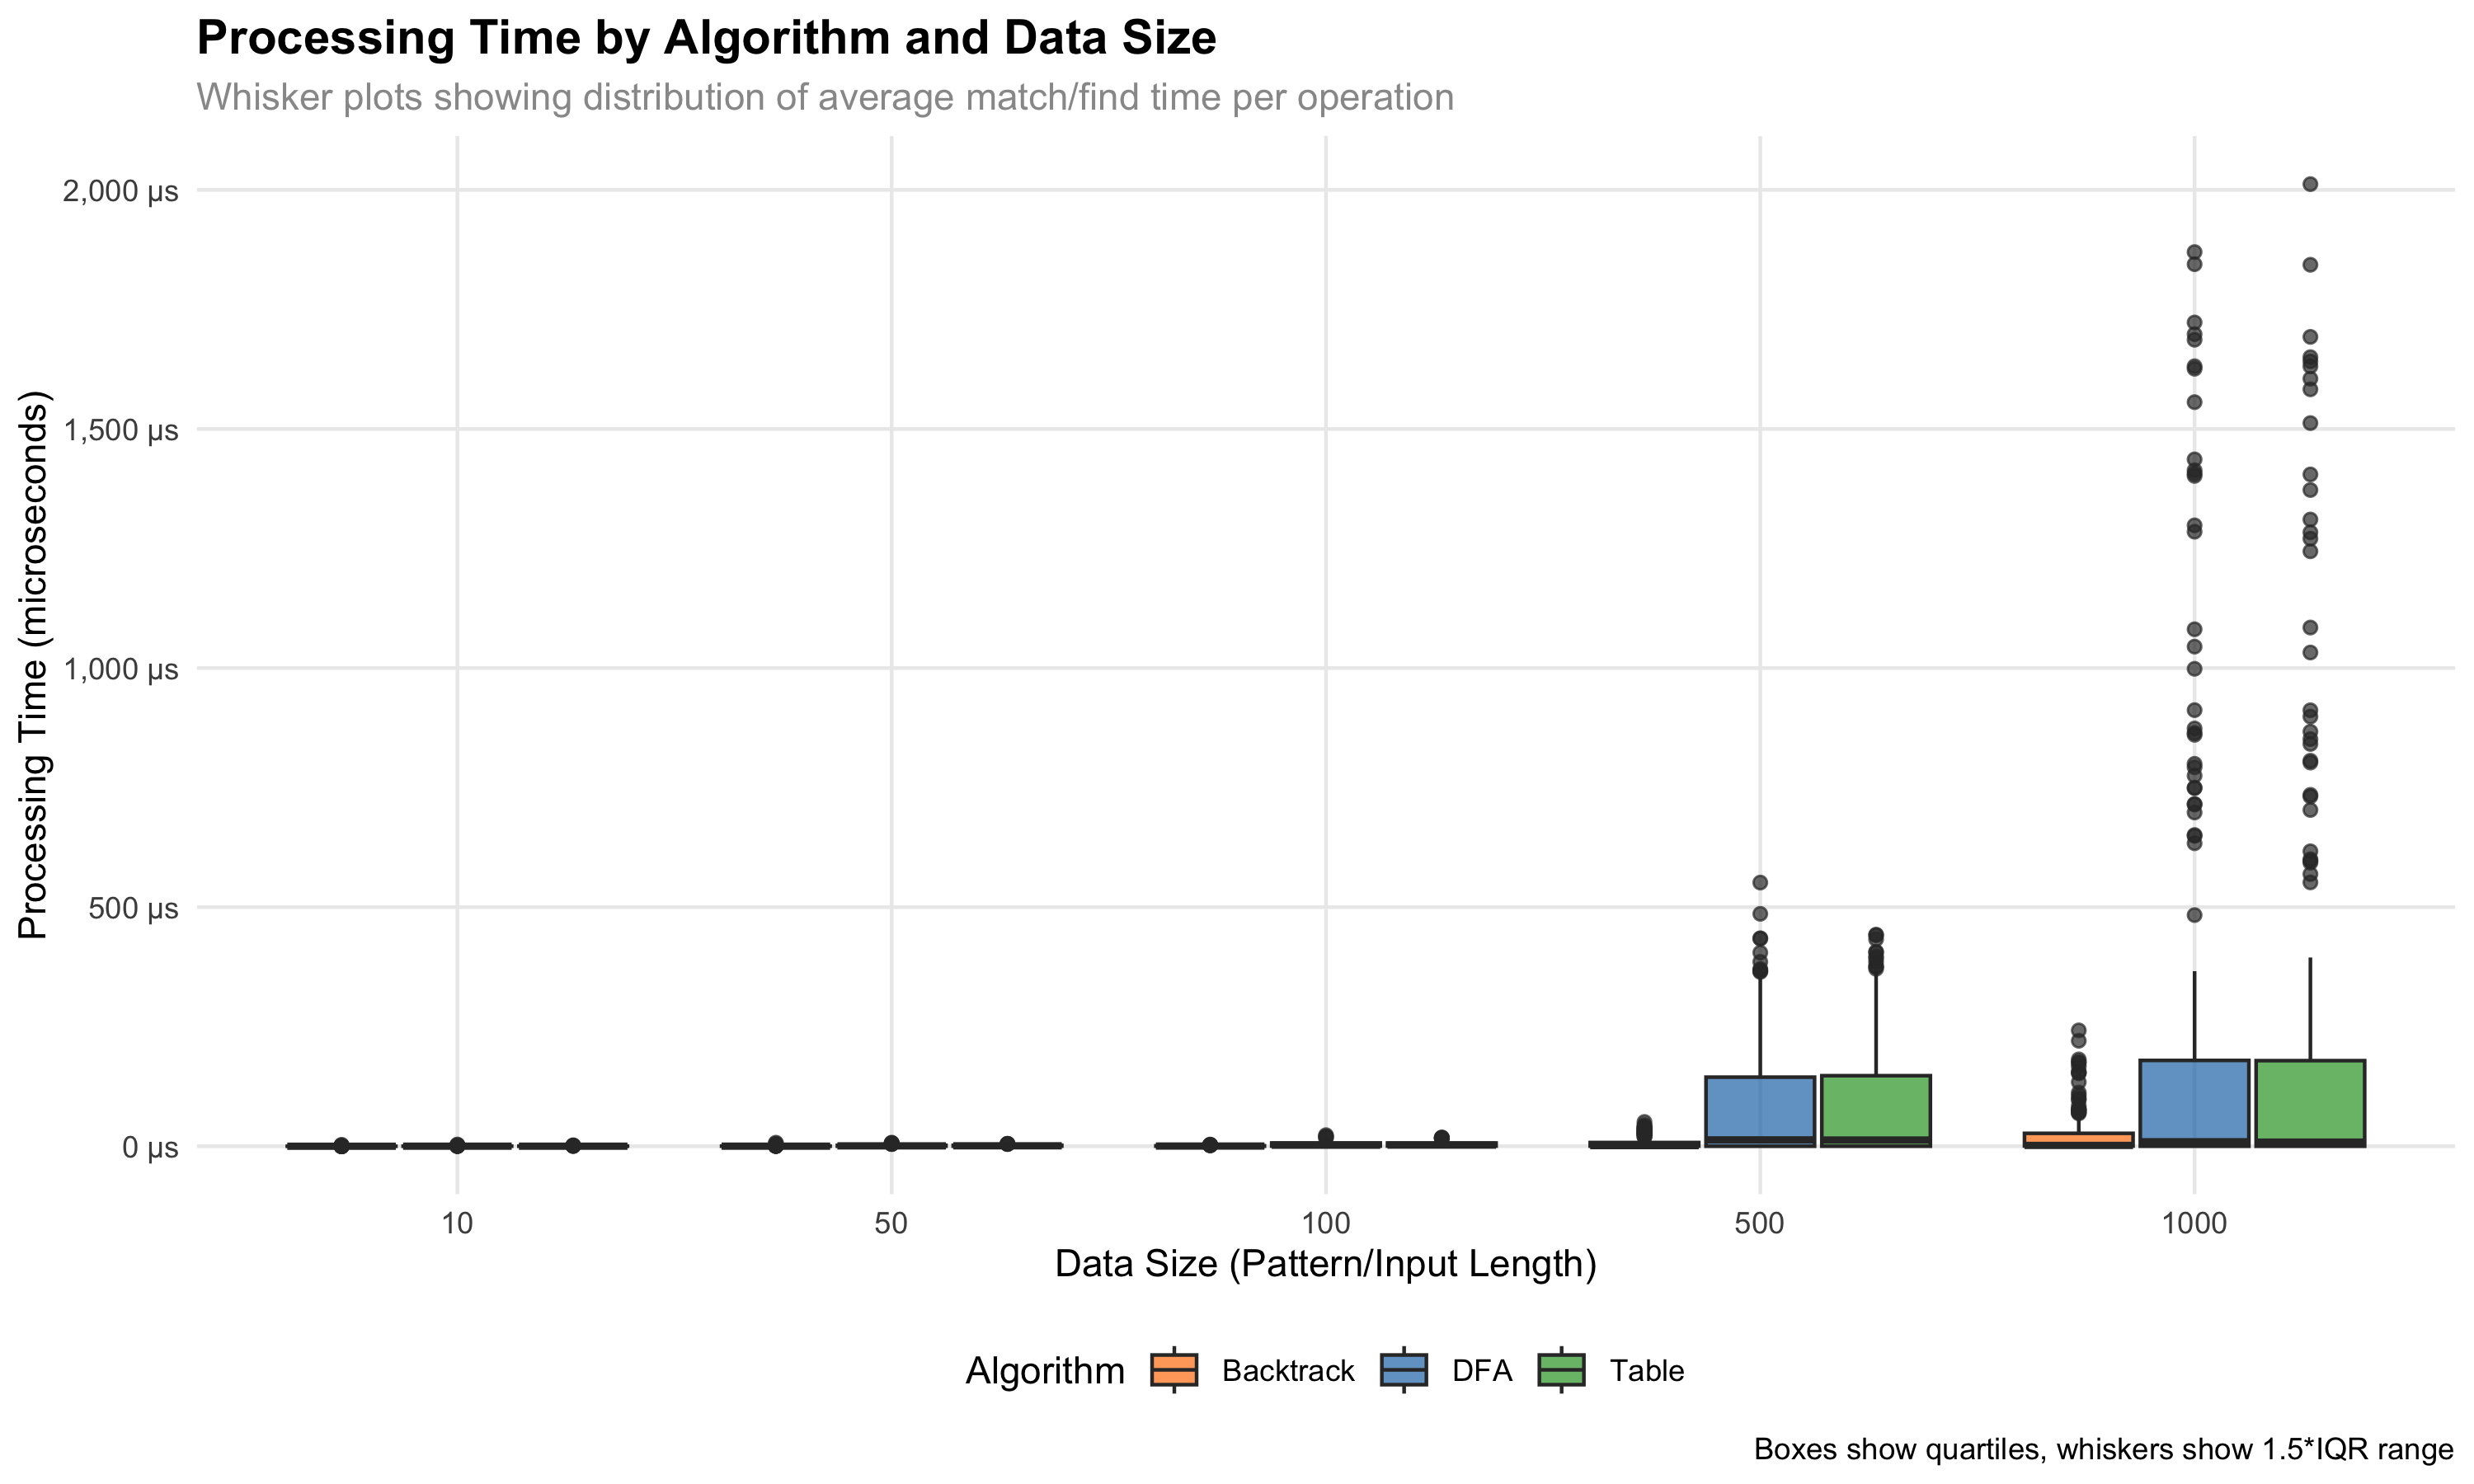 Processing Time by Algorithm and Data Size
Whisker plots showing distribution of average match/find time per operation
Processing Time (microseconds)
2,000 µs
1,500 µs
1,000 µs
500 µs
0 µs
10 50 100 500 1000
Data Size (Pattern/Input Length)
Algorithm Backtrack DFA Table
Boxes show quartiles, whiskers show 1.5*IQR range